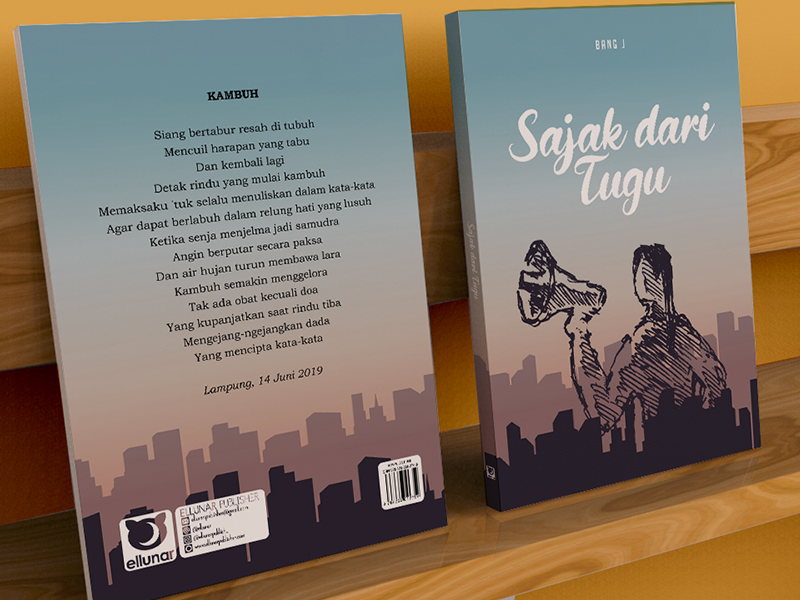 KAMBUH
Siang bertabur resah di tubuh
Mencuil harapan yang tabu
Dan kembali lagi
Detak rindu yang mulai kambuh
Memaksaku 'tuk selalu menuliskan dalam kata-kata
Agar dapat berlabuh dalam relung hati yang lusuh
Ketika senja menjelma jadi samudra
Angin berputar secara paksa
Dan air hujan turun membawa lara
Kambuh semakin menggelora
Tak ada obat kecuali doa
Yang kupanjatkan saat rindu tiba
Mengejang-ngejangkan dada
Yang mencipta kata-kata
Lampung, 14 Juni 2019
ellunar
ELLUNAR PUBLISHER
BANG J
Sajak dari
Tugu
Sajak dari Tugu